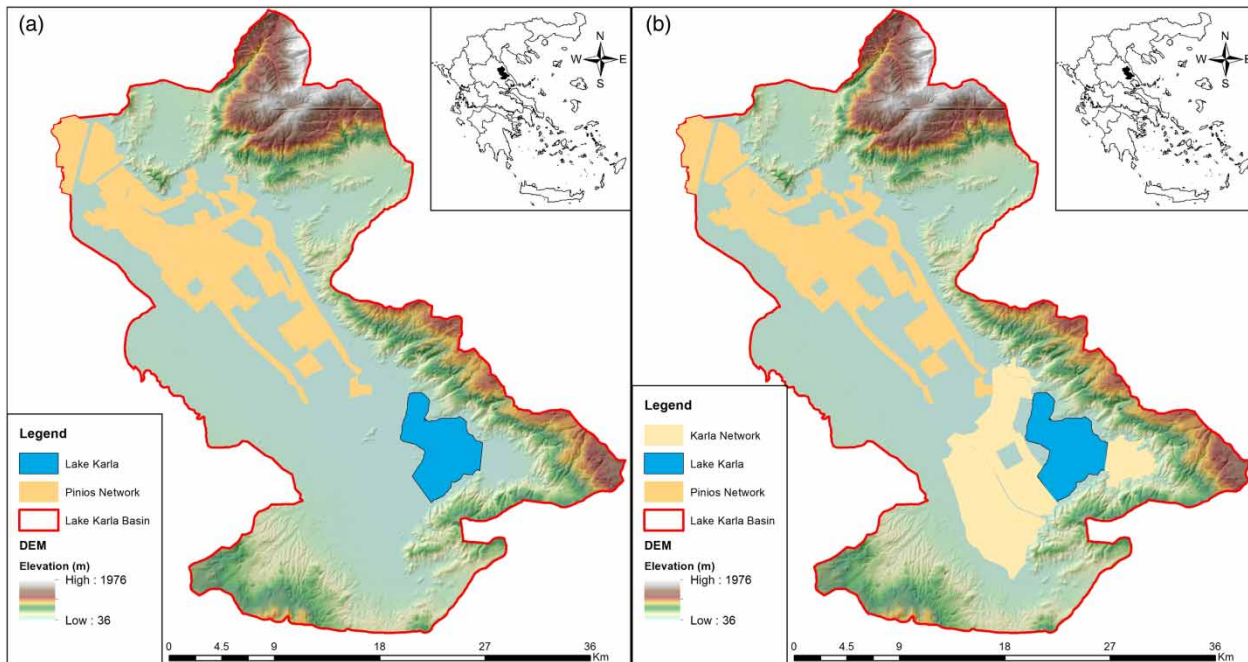 (a)
N
W E
S
Legend
Lake Karla
Pinios Network
Lake Karla Basin
DEM
Elevation (m)
High : 1976
Low : 36
0 4.5 9 18 27 36
Km
(b)
N
W E
S
Legend
Karla Network
Lake Karla
Pinios Network
Lake Karla Basin
DEM
Elevation (m)
High : 1976
Low : 36
0 4.5 9 18 27 36
Km